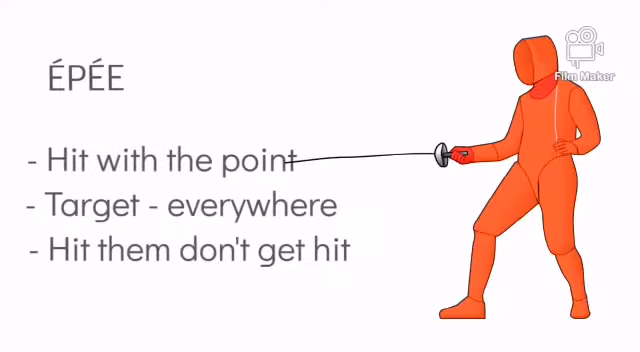 ÉPÉE
Film Maker
- Hit with the point
- Target - everywhere
- Hit them don't get hit